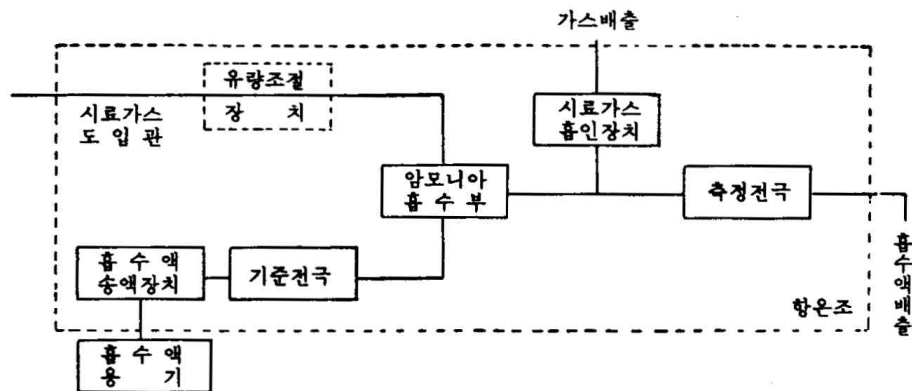 가스배출
유량조절
장 치
시료가스
도 입 관
시료가스
흡인장치
암모니아
흡 수 부
측정전극
흡 수 액
송액장치
기준전극
흡수액배출
항온조
흡 수 액
용 기